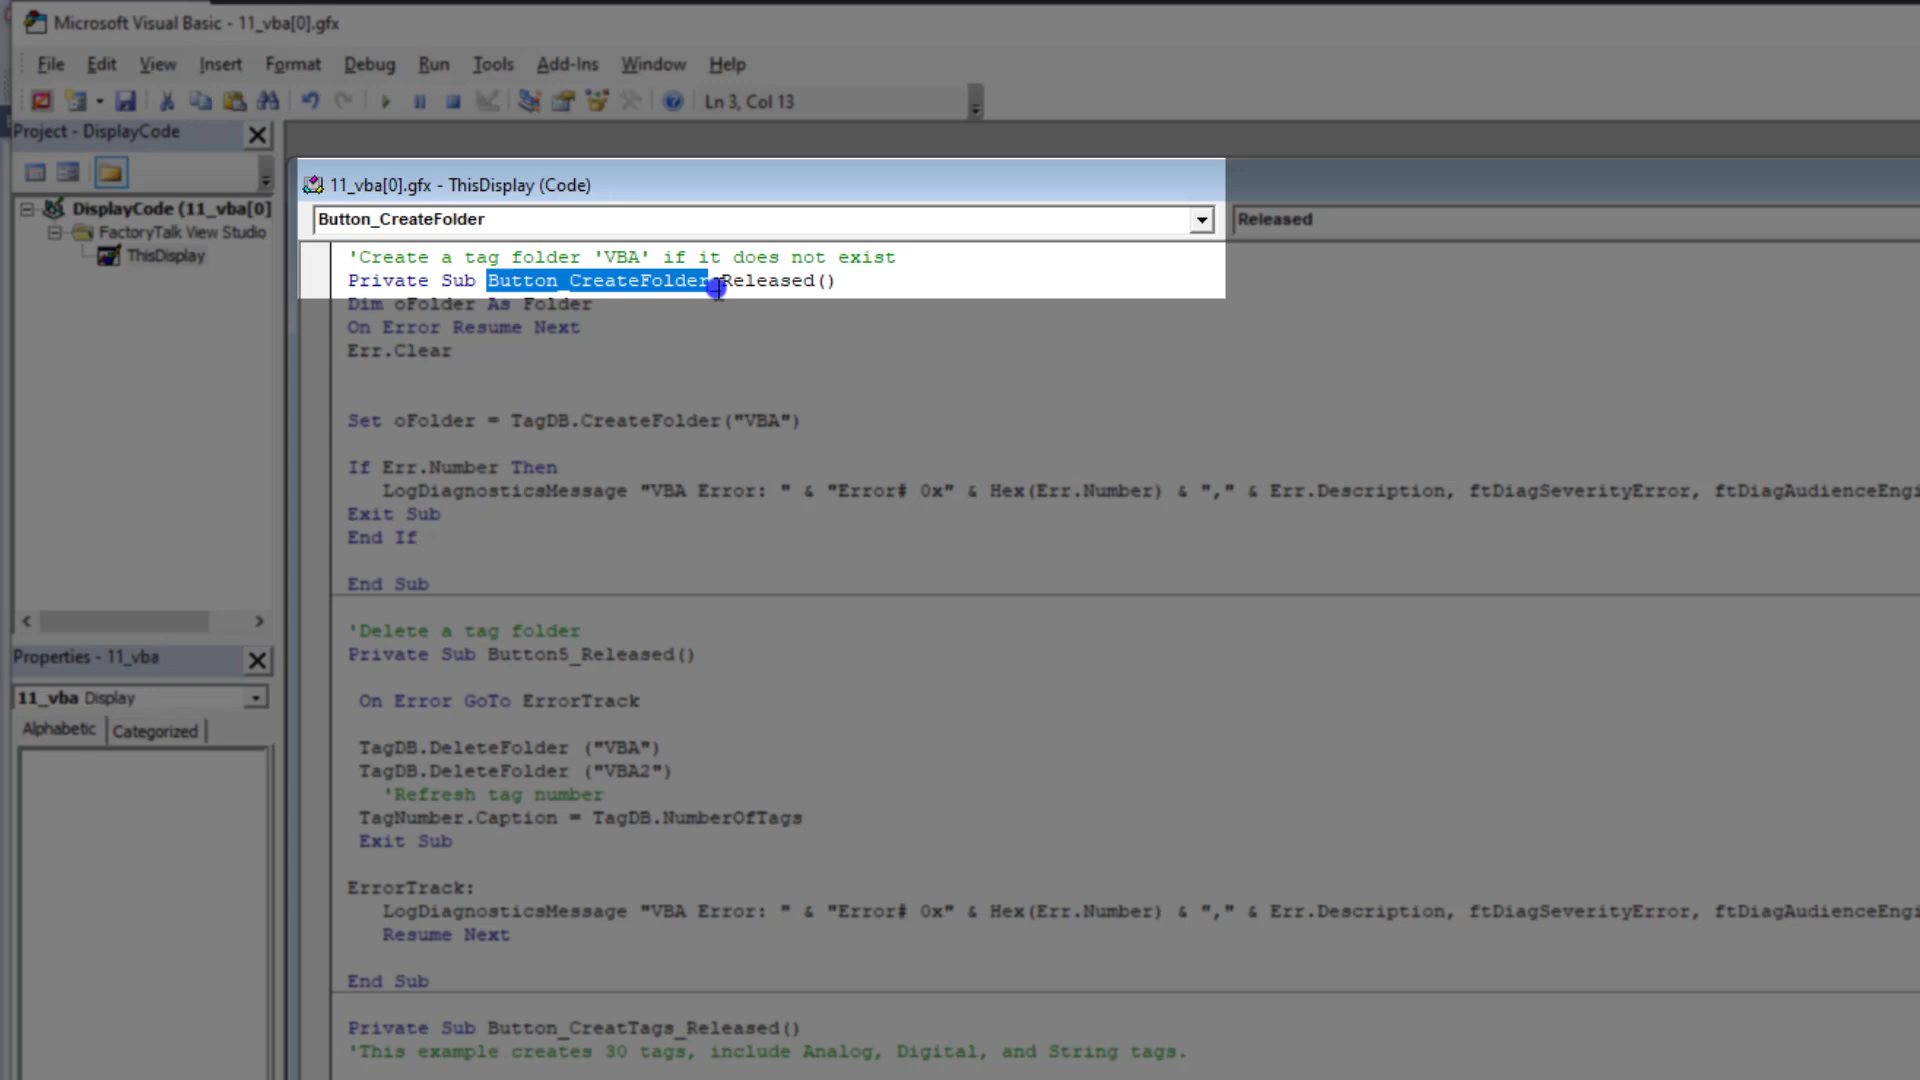 Microsoft Visual Basic - 11_vba[0].gfx
File Edit View Insert Format Debug Run Tools Add-Ins Window Help
Ln 3, Col 13
Project - DisplayCode
DisplayCode (11_vba[0]
FactoryTalk View Studio
ThisDisplay
Properties - 11_vba
11_vba Display
Alphabetic Categorized
11_vba[0].gfx - ThisDisplay (Code)
Button_CreateFolder Released
'Create a tag folder 'VBA' if it does not exist
Private Sub Button_CreateFolder_Released()
Dim oFolder As Folder
On Error Resume Next
Err.Clear
Set oFolder = TagDB.CreateFolder("VBA")
If Err.Number Then
LogDiagnosticsMessage "VBA Error: " & "Error# 0x" & Hex(Err.Number) & "," & Err.Description, ftDiagSeverityError, ftDiagAudienceEngi
Exit Sub
End If
End Sub
'Delete a tag folder
Private Sub Button5_Released()
On Error GoTo ErrorTrack
TagDB.DeleteFolder ("VBA")
TagDB.DeleteFolder ("VBA2")
'Refresh tag number
TagNumber.Caption = TagDB.NumberOfTags
Exit Sub
ErrorTrack:
LogDiagnosticsMessage "VBA Error: " & "Error# 0x" & Hex(Err.Number) & "," & Err.Description, ftDiagSeverityError, ftDiagAudienceEngi
Resume Next
End Sub
Private Sub Button_CreatTags_Released()
'This example creates 30 tags, include Analog, Digital, and String tags.